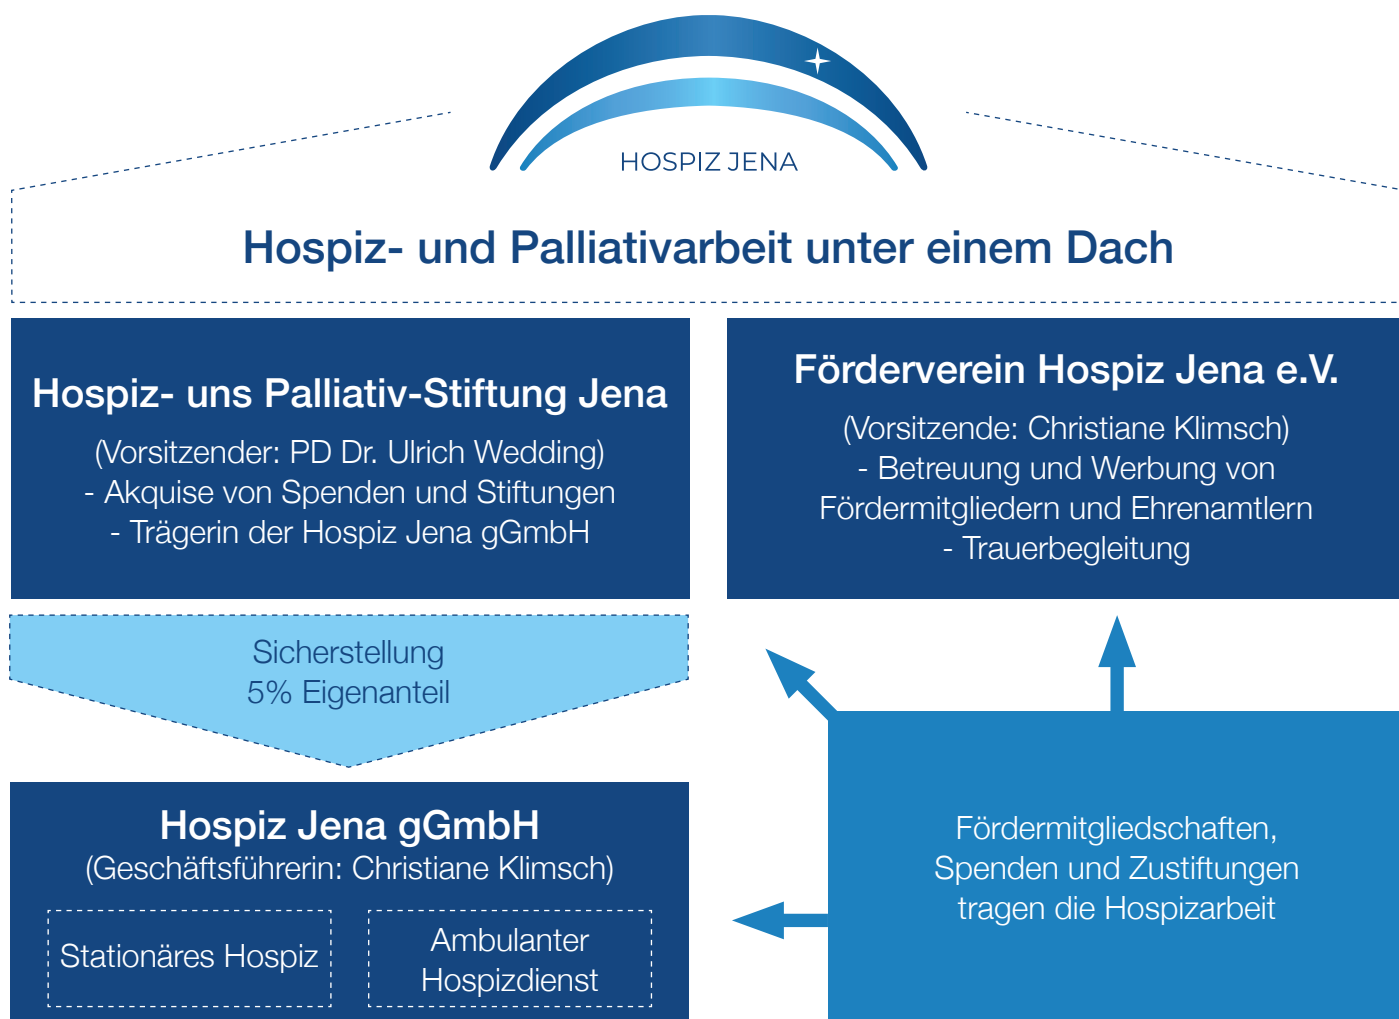 HOSPIZ JENA
Hospiz- und Palliativarbeit unter einem Dach
Hospiz- uns Palliativ-Stiftung Jena
(Vorsitzender: PD Dr. Ulrich Wedding)
- Akquise von Spenden und Stiftungen
- Trägerin der Hospiz Jena gGmbH
Förderverein Hospiz Jena e.V.
(Vorsitzende: Christiane Klimsch)
- Betreuung und Werbung von
Fördermitgliedern und Ehrenamtlern
- Trauerbegleitung
Sicherstellung
5% Eigenanteil
Hospiz Jena gGmbH
(Geschäftsführerin: Christiane Klimsch)
Stationäres Hospiz
Ambulanter
Hospizdienst
Fördermitgliedschaften,
Spenden und Zustiftungen
tragen die Hospizarbeit